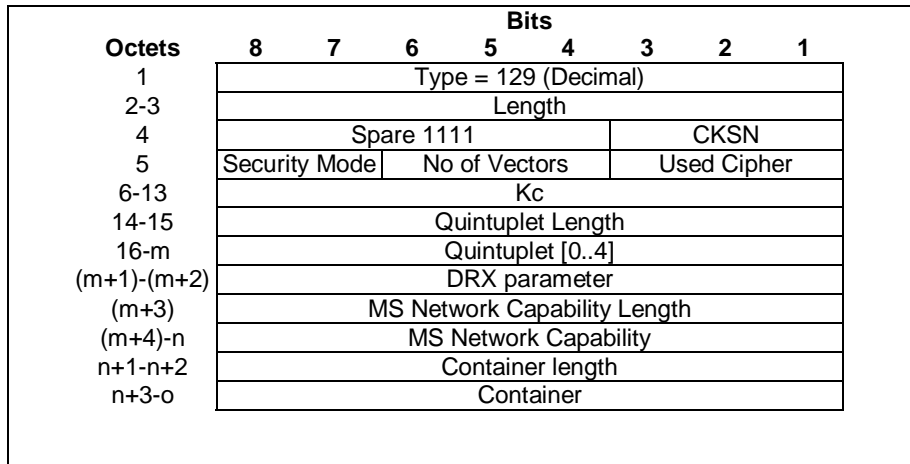 Bits
Octets 8 7 6 5 4 3 2 1
1 Type = 129 (Decimal)
2-3 Length
4 Spare 1111 CKSN
5 Security Mode No of Vectors Used Cipher
6-13 Kc
14-15 Quintuplet Length
16-m Quintuplet [0..4]
(m+1)-(m+2) DRX parameter
(m+3) MS Network Capability Length
(m+4)-n MS Network Capability
n+1-n+2 Container length
n+3-o Container